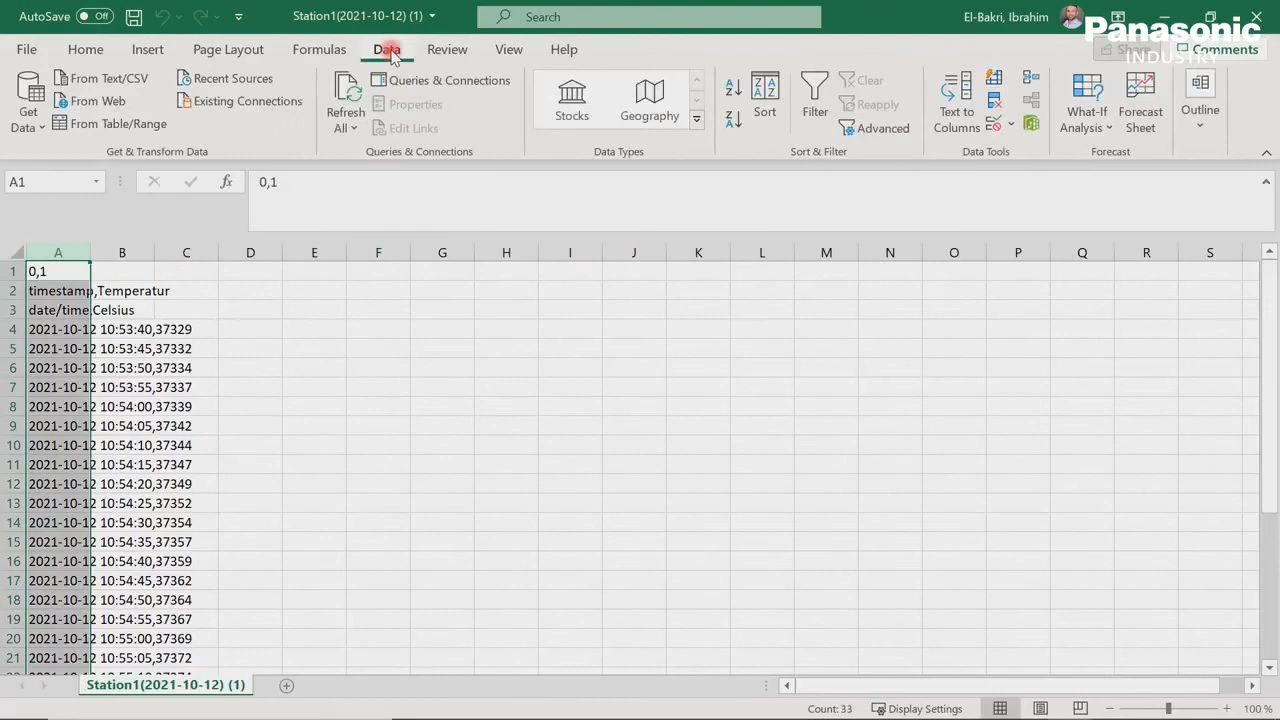 AutoSave Off Station1(2021-10-12) (1) Search El-Bakri, Ibrahim
Panasonic
INDUSTRY
File Home Insert Page Layout Formulas Data Review View Help Share Comments
Get Data From Text/CSV From Web From Table/Range Recent Sources Existing Connections
Get & Transform Data
Refresh All Queries & Connections Properties Edit Links
Queries & Connections
Stocks Geography
Data Types
Sort Filter Clear Reapply Advanced
Sort & Filter
Text to Columns
Data Tools
What-If Analysis Forecast Sheet
Forecast
Outline
A1 fx 0,1
A B C D E F G H I J K L M N O P Q R S
1 0,1
2 timestamp,Temperatur
3 date/time,Celsius
4 2021-10-12 10:53:40,37329
5 2021-10-12 10:53:45,37332
6 2021-10-12 10:53:50,37334
7 2021-10-12 10:53:55,37337
8 2021-10-12 10:54:00,37339
9 2021-10-12 10:54:05,37342
10 2021-10-12 10:54:10,37344
11 2021-10-12 10:54:15,37347
12 2021-10-12 10:54:20,37349
13 2021-10-12 10:54:25,37352
14 2021-10-12 10:54:30,37354
15 2021-10-12 10:54:35,37357
16 2021-10-12 10:54:40,37359
17 2021-10-12 10:54:45,37362
18 2021-10-12 10:54:50,37364
19 2021-10-12 10:54:55,37367
20 2021-10-12 10:55:00,37369
21 2021-10-12 10:55:05,37372
Station1(2021-10-12) (1)
Count: 33 Display Settings 100 %